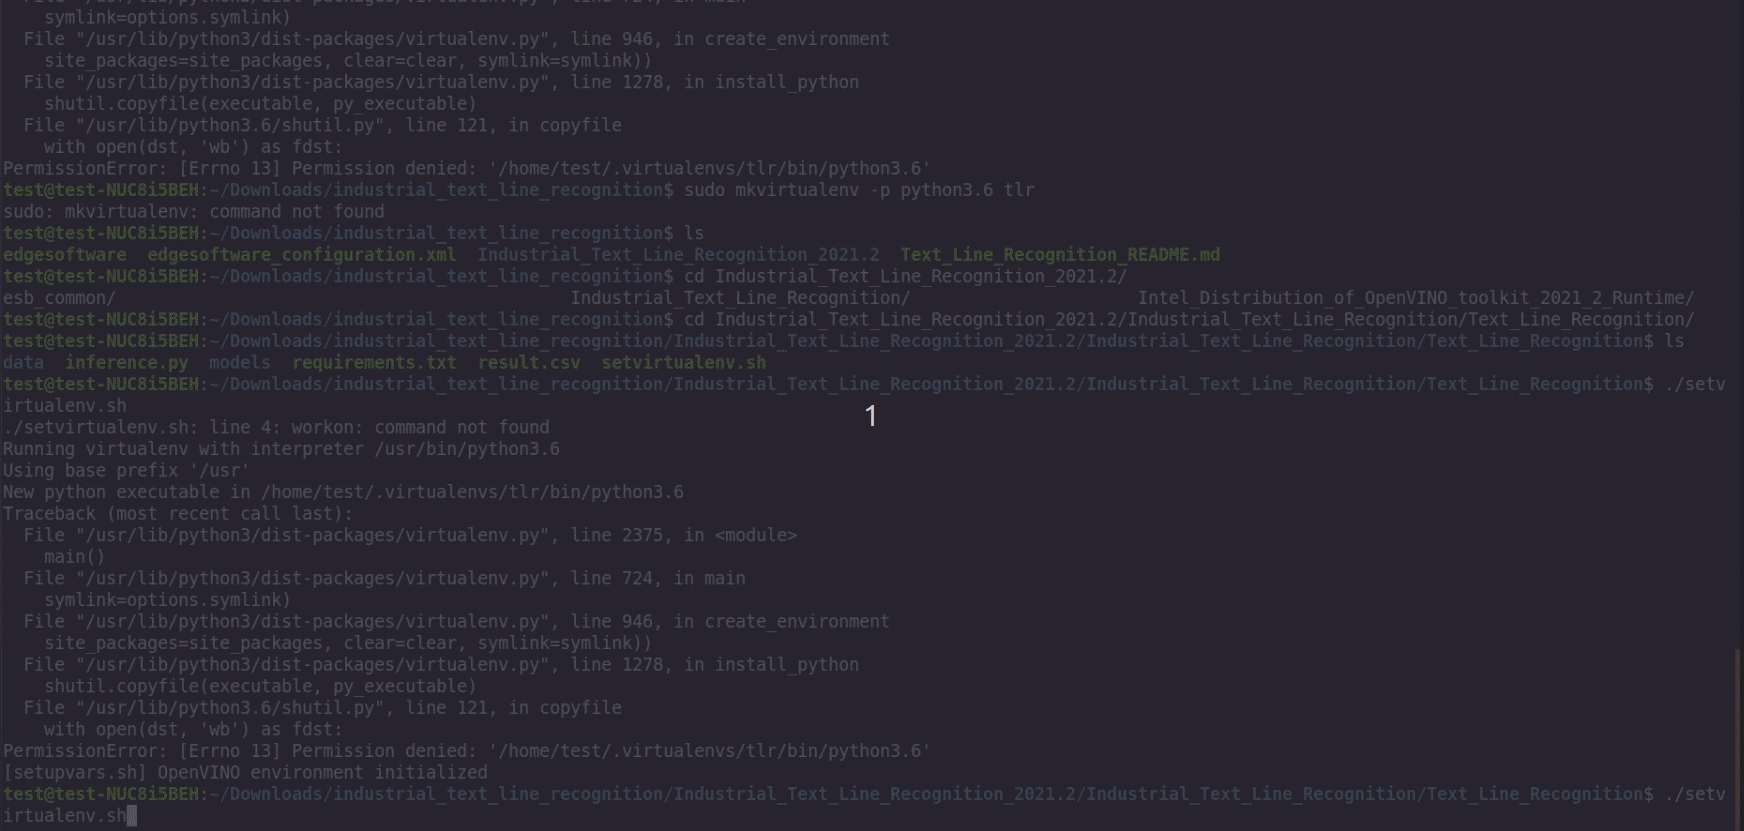 symlink=options.symlink)
File "/usr/lib/python3/dist-packages/virtualenv.py", line 946, in create_environment
site_packages=site_packages, clear=clear, symlink=symlink))
File "/usr/lib/python3/dist-packages/virtualenv.py", line 1278, in install_python
shutil.copyfile(executable, py_executable)
File "/usr/lib/python3.6/shutil.py", line 121, in copyfile
with open(dst, 'wb') as fdst:
PermissionError: [Errno 13] Permission denied: '/home/test/.virtualenvs/tlr/bin/python3.6'
test@test-NUC8i5BEH:~/Downloads/industrial_text_line_recognition$ sudo mkvirtualenv -p python3.6 tlr
sudo: mkvirtualenv: command not found
test@test-NUC8i5BEH:~/Downloads/industrial_text_line_recognition$ ls
edgesoftware edgesoftware_configuration.xml Industrial_Text_Line_Recognition_2021.2 Text_Line_Recognition_README.md
test@test-NUC8i5BEH:~/Downloads/industrial_text_line_recognition$ cd Industrial_Text_Line_Recognition_2021.2/
esb_common/ Industrial_Text_Line_Recognition/ Intel_Distribution_of_OpenVINO_toolkit_2021_2_Runtime/
test@test-NUC8i5BEH:~/Downloads/industrial_text_line_recognition$ cd Industrial_Text_Line_Recognition_2021.2/Industrial_Text_Line_Recognition/Text_Line_Recognition/
test@test-NUC8i5BEH:~/Downloads/industrial_text_line_recognition/Industrial_Text_Line_Recognition_2021.2/Industrial_Text_Line_Recognition/Text_Line_Recognition$ ls
data inference.py models requirements.txt result.csv setvirtualenv.sh
test@test-NUC8i5BEH:~/Downloads/industrial_text_line_recognition/Industrial_Text_Line_Recognition_2021.2/Industrial_Text_Line_Recognition/Text_Line_Recognition$ ./setv
irtualenv.sh
1
./setvirtualenv.sh: line 4: workon: command not found
Running virtualenv with interpreter /usr/bin/python3.6
Using base prefix '/usr'
New python executable in /home/test/.virtualenvs/tlr/bin/python3.6
Traceback (most recent call last):
File "/usr/lib/python3/dist-packages/virtualenv.py", line 2375, in <module>
main()
File "/usr/lib/python3/dist-packages/virtualenv.py", line 724, in main
symlink=options.symlink)
File "/usr/lib/python3/dist-packages/virtualenv.py", line 946, in create_environment
site_packages=site_packages, clear=clear, symlink=symlink))
File "/usr/lib/python3/dist-packages/virtualenv.py", line 1278, in install_python
shutil.copyfile(executable, py_executable)
File "/usr/lib/python3.6/shutil.py", line 121, in copyfile
with open(dst, 'wb') as fdst:
PermissionError: [Errno 13] Permission denied: '/home/test/.virtualenvs/tlr/bin/python3.6'
[setupvars.sh] OpenVINO environment initialized
test@test-NUC8i5BEH:~/Downloads/industrial_text_line_recognition/Industrial_Text_Line_Recognition_2021.2/Industrial_Text_Line_Recognition/Text_Line_Recognition$ ./setv
irtualenv.sh